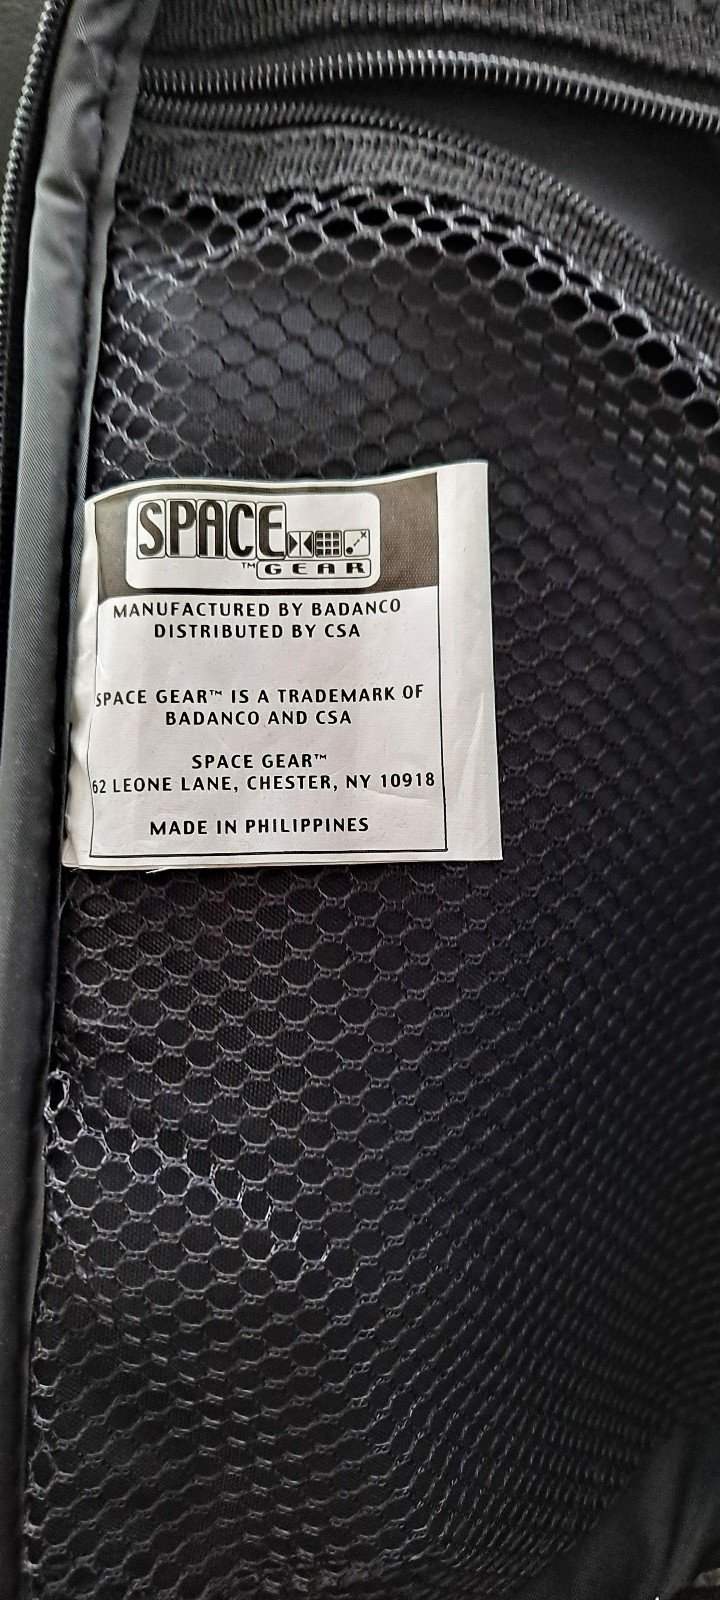 SPACE
™ GEAR
MANUFACTURED BY BADANCO
DISTRIBUTED BY CSA
SPACE GEAR™ IS A TRADEMARK OF
BADANCO AND CSA
SPACE GEAR™
62 LEONE LANE, CHESTER, NY 10918
MADE IN PHILIPPINES